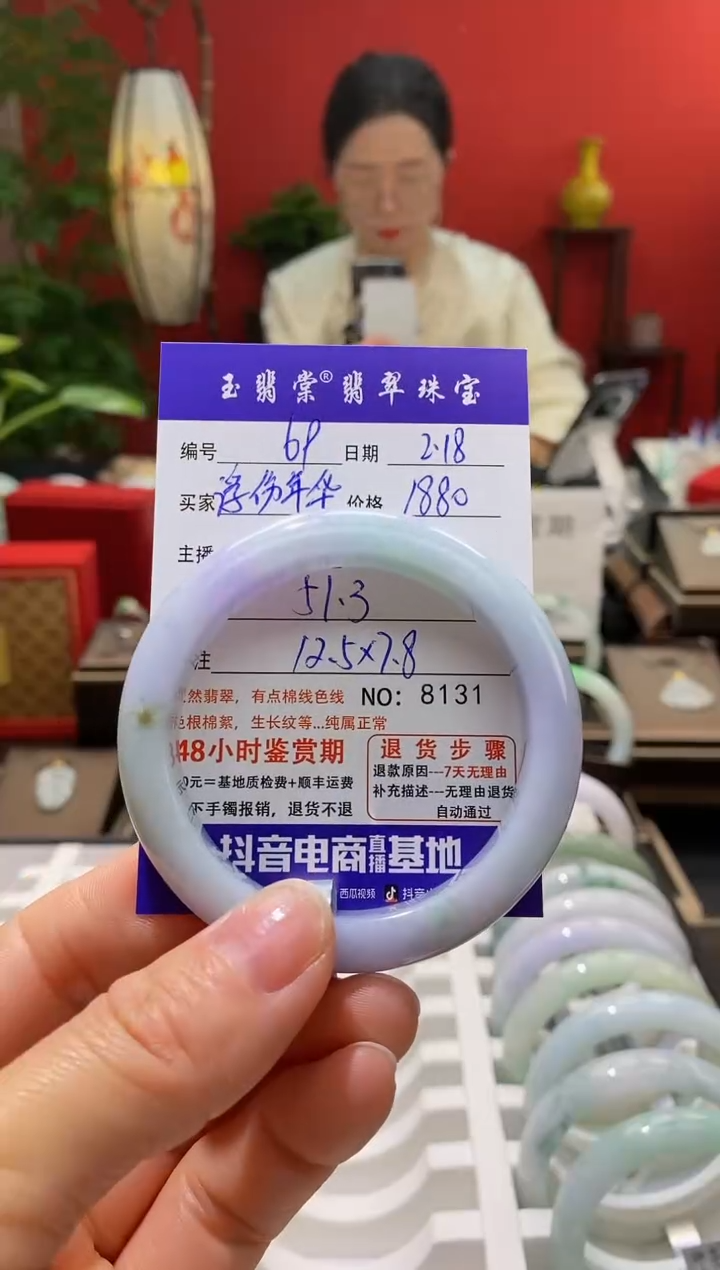 玉翡棠® 翡翠珠宝
编号 69 日期 2.18
买家 浮伤年华 价格 1880
主播
51.3
注 12.5×7.8
然翡翠，有点棉线色线 NO: 8131
色根棉絮，生长纹等...纯属正常
48小时鉴赏期
0元＝基地质检费+顺丰运费
下手镯报销，退货不退
退货步骤
退款原因---7天无理由
补充描述---无理由退货
自动通过
抖音电商直播基地
西瓜视频 抖音